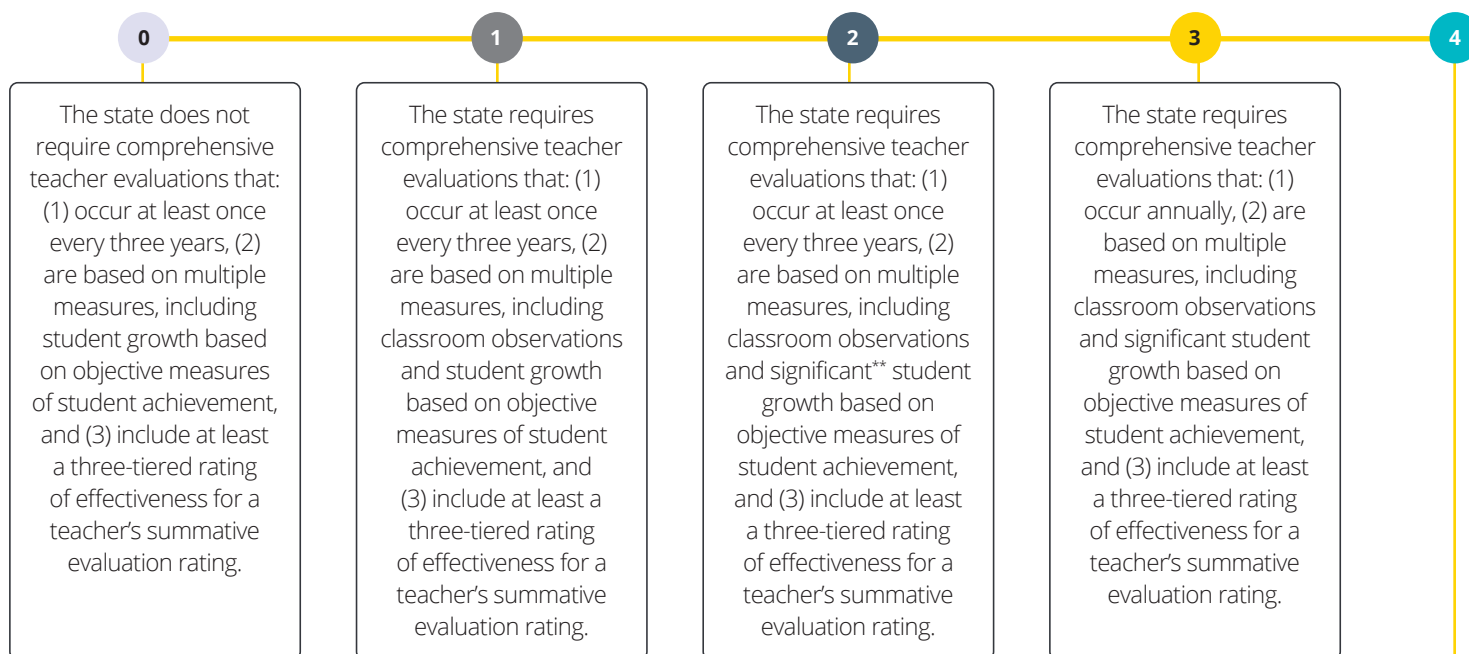 0
1
2
3
4
The state does not
require comprehensive
teacher evaluations that:
(1) occur at least once
every three years, (2)
are based on multiple
measures, including
student growth based
on objective measures
of student achievement,
and (3) include at least
a three-tiered rating
of effectiveness for a
teacher’s summative
evaluation rating.
The state requires
comprehensive teacher
evaluations that: (1)
occur at least once
every three years, (2)
are based on multiple
measures, including
classroom observations
and student growth
based on objective
measures of student
achievement, and
(3) include at least a
three-tiered rating
of effectiveness for a
teacher’s summative
evaluation rating.
The state requires
comprehensive teacher
evaluations that: (1)
occur at least once
every three years, (2)
are based on multiple
measures, including
classroom observations
and significant** student
growth based on
objective measures of
student achievement,
and (3) include at least
a three-tiered rating
of effectiveness for a
teacher’s summative
evaluation rating.
The state requires
comprehensive teacher
evaluations that: (1)
occur annually, (2) are
based on multiple
measures, including
classroom observations
and significant student
growth based on
objective measures of
student achievement,
and (3) include at least
a three-tiered rating
of effectiveness for a
teacher’s summative
evaluation rating.